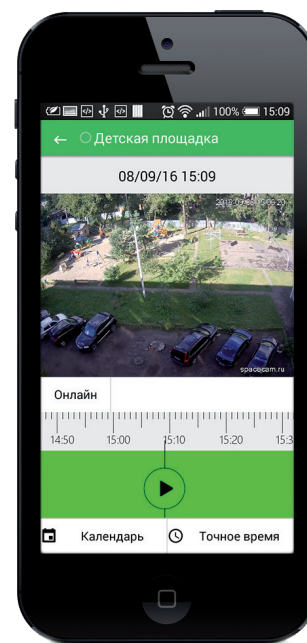 100% 15:09
← Детская площадка
08/09/16 15:09
spacecam.ru
Онлайн
14:50 15:00 15:10 15:20 15:3
Календарь Точное время